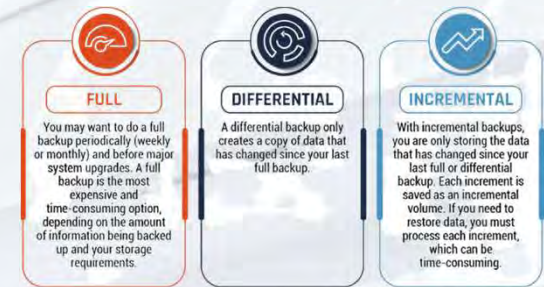 FULL
You may want to do a full
backup periodically (weekly
or monthly) and before major
system upgrades. A full
backup is the most
expensive and
time-consuming option,
depending on the amount
of information being backed
up and your storage
requirements.
DIFFERENTIAL
A differential backup only
creates a copy of data that
has changed since your last
full backup.
INCREMENTAL
With incremental backups,
you are only storing the
data that has changed since your
last full or differential
backup. Each increment is
saved as an incremental
volume. If you need to
restore data, you must
process each increment,
which can be
time-consuming.